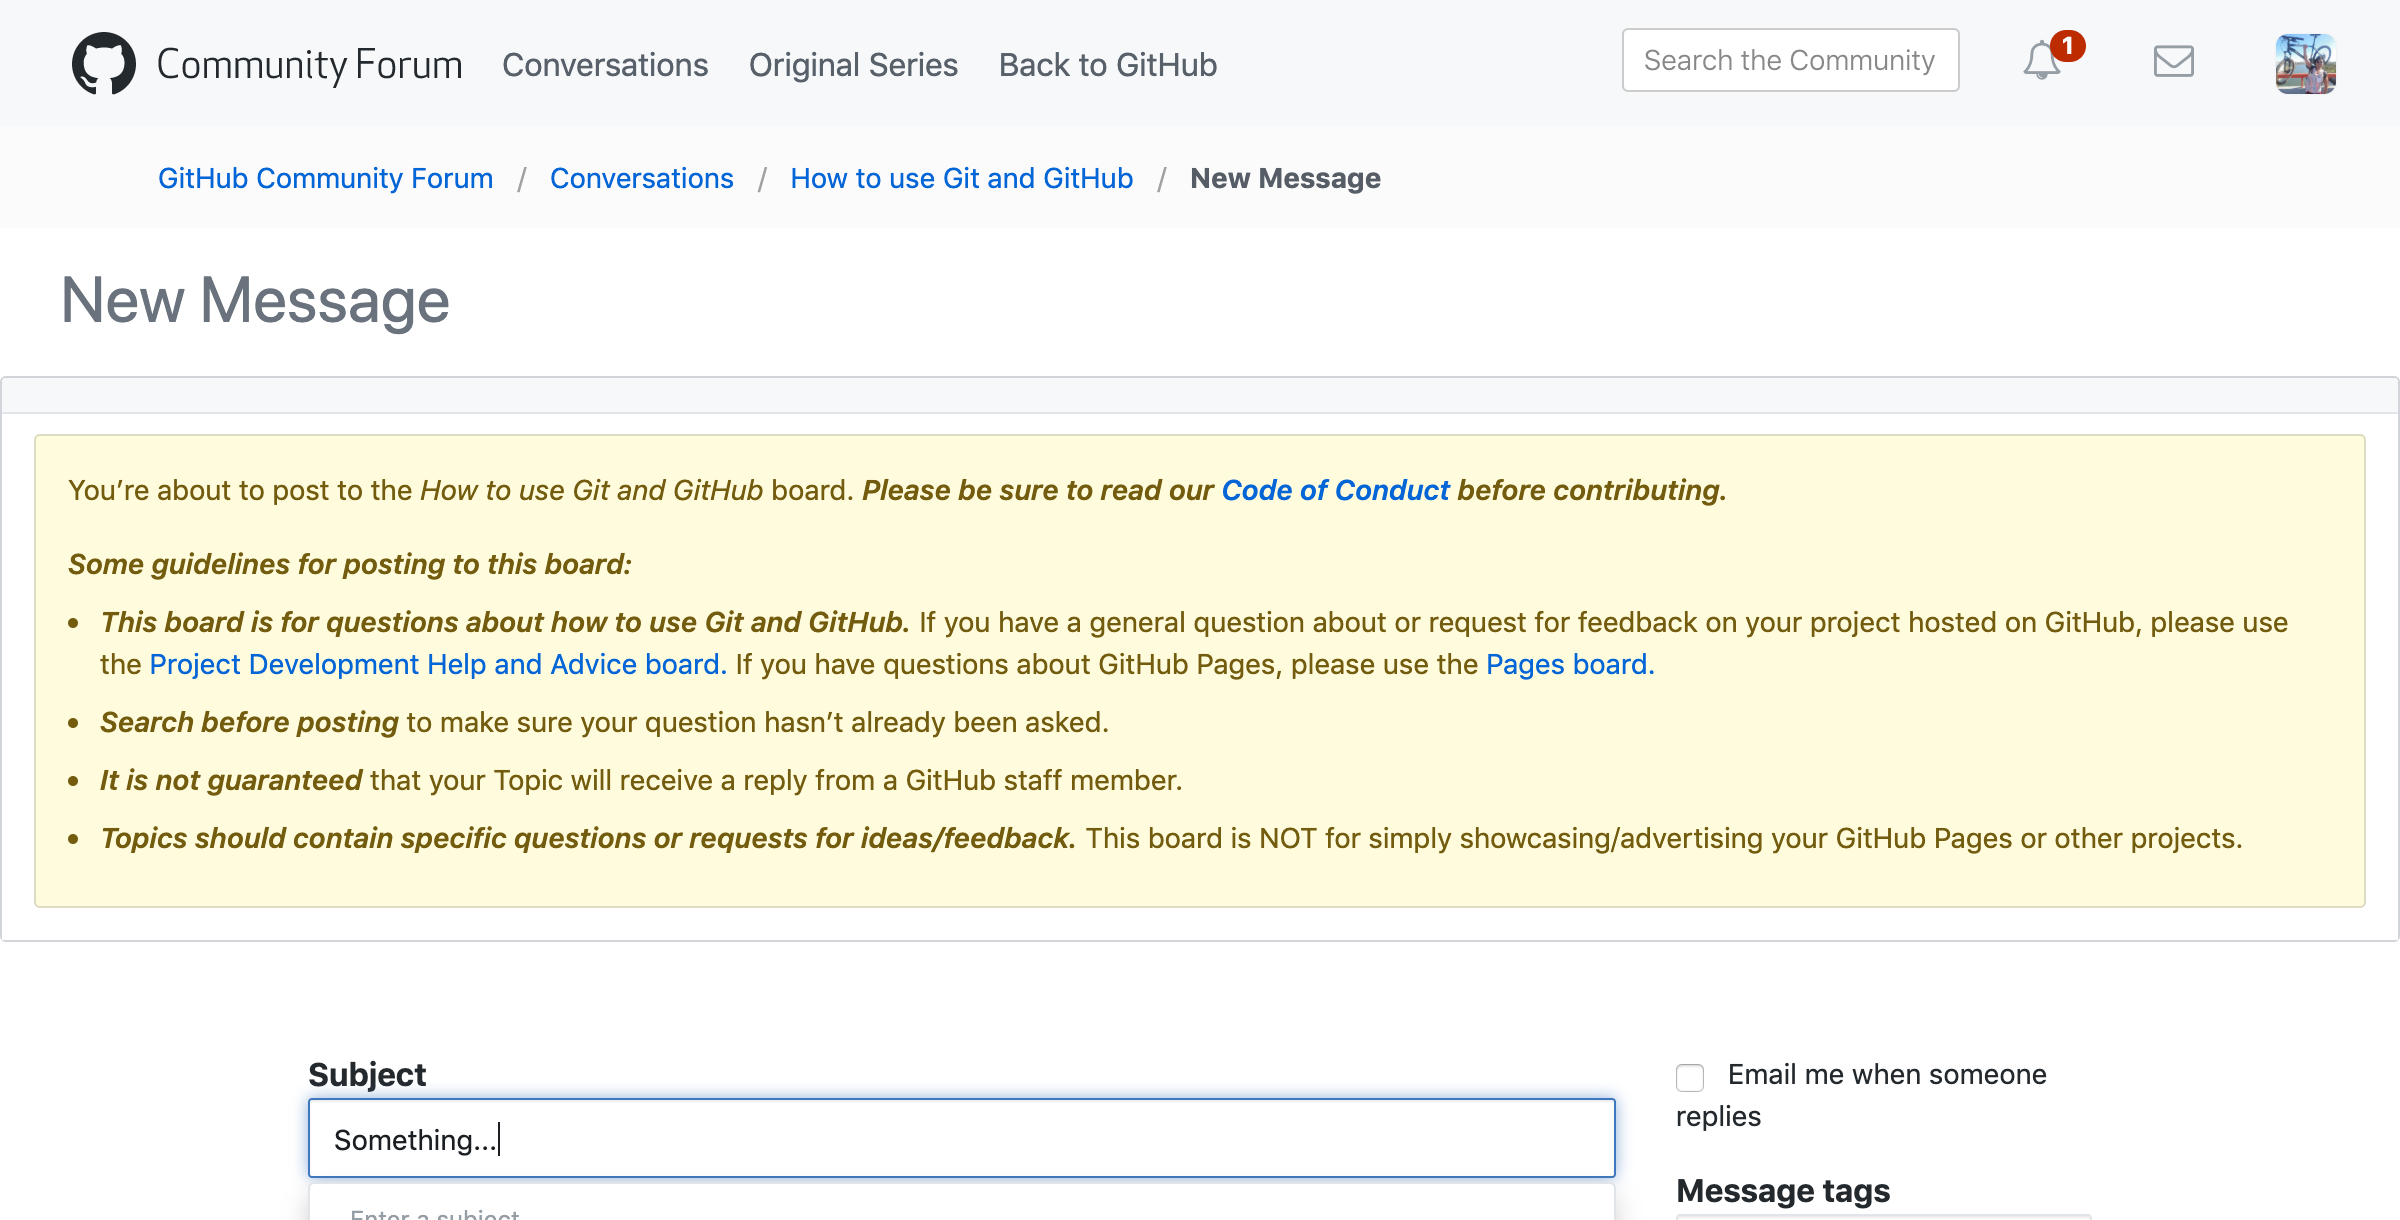 Community Forum Conversations Original Series Back to GitHub Search the Community 1
GitHub Community Forum / Conversations / How to use Git and GitHub / New Message
New Message
You’re about to post to the How to use Git and GitHub board. Please be sure to read our Code of Conduct before contributing.
Some guidelines for posting to this board:
• This board is for questions about how to use Git and GitHub. If you have a general question about or request for feedback on your project hosted on GitHub, please use
the Project Development Help and Advice board. If you have questions about GitHub Pages, please use the Pages board.
• Search before posting to make sure your question hasn’t already been asked.
• It is not guaranteed that your Topic will receive a reply from a GitHub staff member.
• Topics should contain specific questions or requests for ideas/feedback. This board is NOT for simply showcasing/advertising your GitHub Pages or other projects.
Subject
Something...
Enter a subject
Email me when someone
replies
Message tags